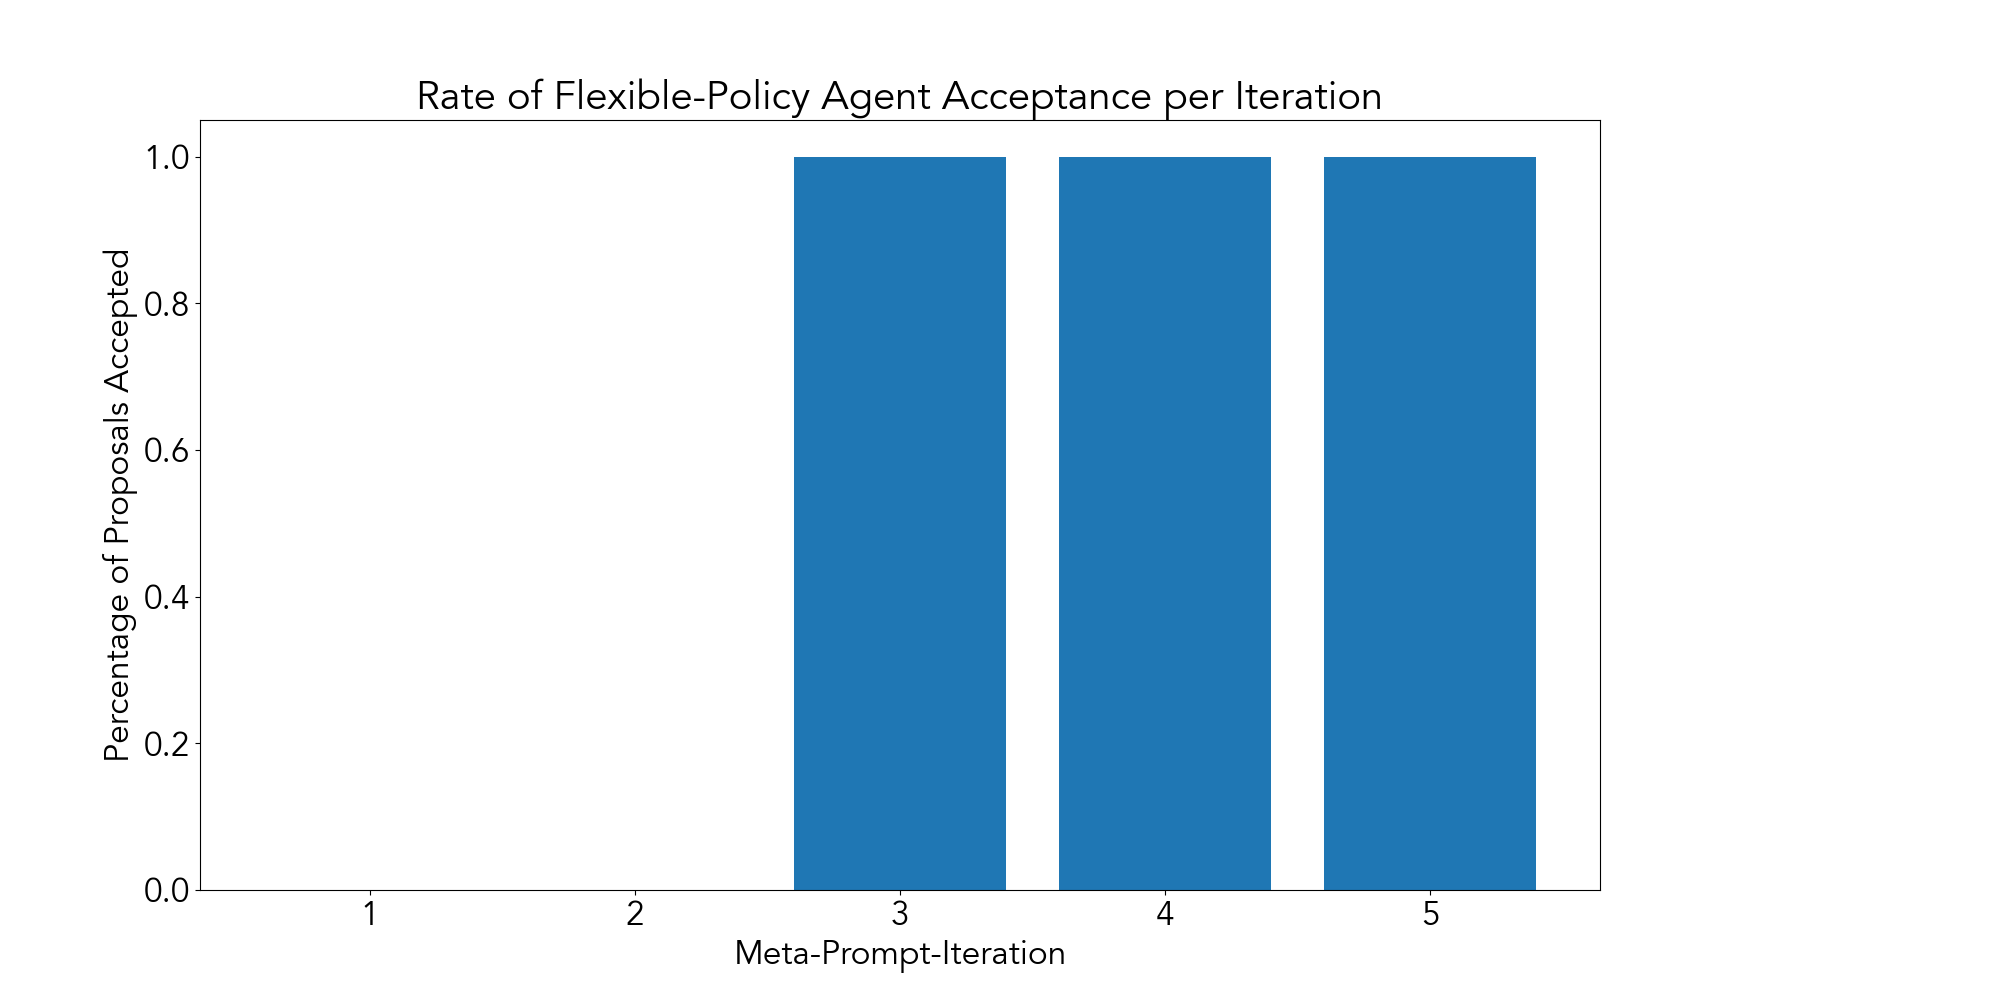 Rate of Flexible-Policy Agent Acceptance per Iteration
Percentage of Proposals Accepted
1.0
0.8
0.6
0.4
0.2
0.0
1 2 3 4 5
Meta-Prompt-Iteration